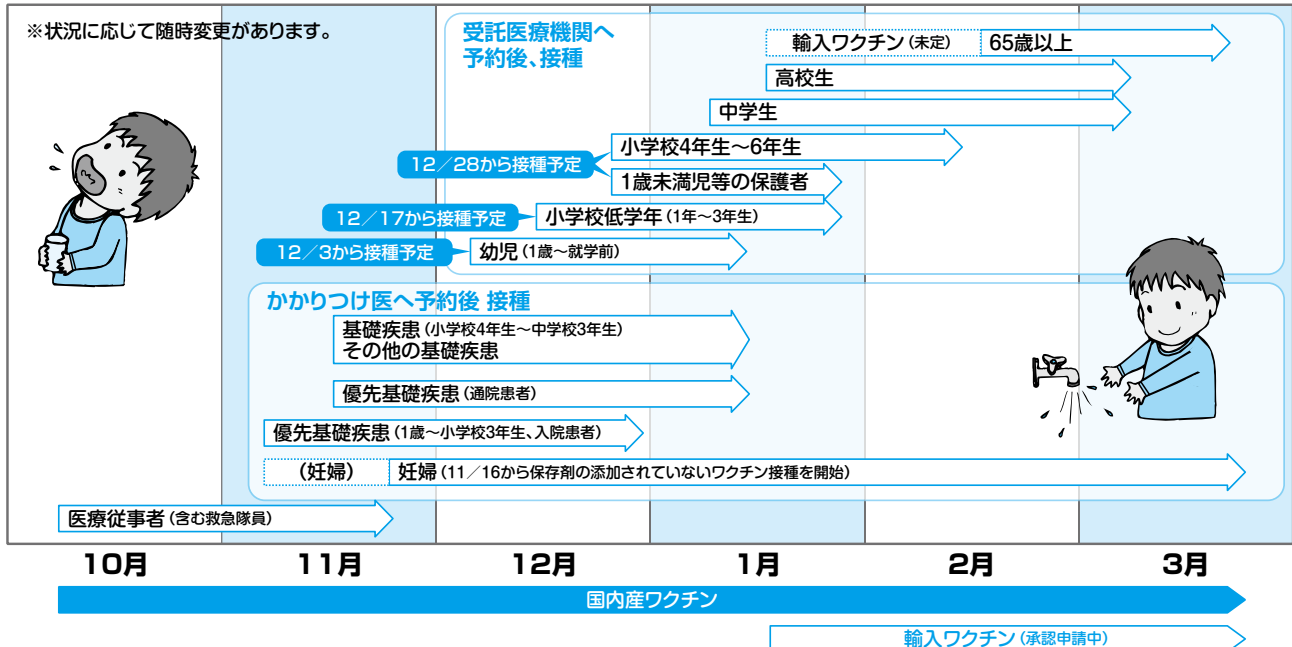 ※状況に応じて随時変更があります。
受託医療機関へ
予約後、接種
輸入ワクチン(未定)
65歳以上
高校生
中学生
12/28から接種予定
小学校4年生～6年生
1歳未満児等の保護者
12/17から接種予定
小学校低学年(1年～3年生)
12/3から接種予定
幼児(1歳～就学前)
かかりつけ医へ予約後 接種
基礎疾患(小学校4年生～中学校3年生)
その他の基礎疾患
優先基礎疾患(通院患者)
優先基礎疾患(1歳～小学校3年生、入院患者)
(妊婦)
妊婦(11/16から保存剤の添加されていないワクチン接種を開始)
医療従事者(含む救急隊員)
10月
11月
12月
1月
2月
3月
国内産ワクチン
輸入ワクチン(承認申請中)